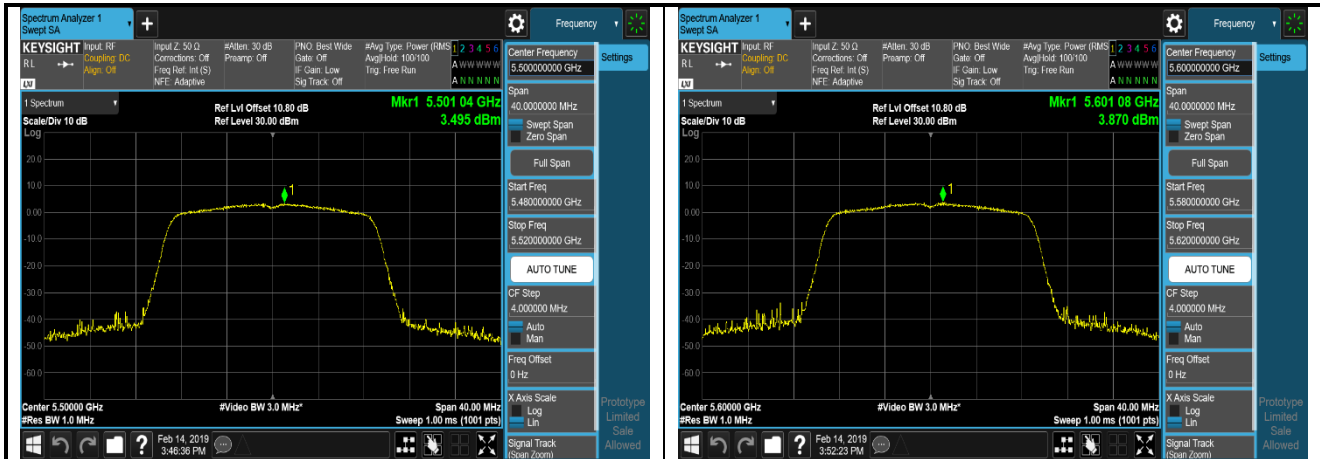 Spectrum Analyzer 1
Swept SA
+
Frequency
KEYSIGHT
RL
LXI
Input: RF
Coupling: DC
Align: Off
Input Z: 50 Ω
Corrections: Off
Freq Ref: Int (S)
NFE: Adaptive
#Atten: 30 dB
Preamp: Off
PNO: Best Wide
Gate: Off
IF Gain: Low
Sig Track: Off
#Avg Type: Power (RMS
Avg|Hold: 100/100
Trig: Free Run
1 2 3 4 5 6
A W W W W W
A N N N N N
Center Frequency
5.500000000 GHz
Settings
Span
40.0000000 MHz
Swept Span
Zero Span
Full Span
Start Freq
5.480000000 GHz
Stop Freq
5.520000000 GHz
AUTO TUNE
CF Step
4.000000 MHz
Auto
Man
Freq Offset
0 Hz
X Axis Scale
Log
Lin
Signal Track
(Span Zoom)
Prototype
Limited
Sale
Allowed
1 Spectrum
Scale/Div 10 dB
Log
Ref Lvl Offset 10.80 dB
Ref Level 30.00 dBm
Mkr1 5.501 04 GHz
3.495 dBm
20.0
10.0
0.00
-10.0
-20.0
-30.0
-40.0
-50.0
-60.0
1
Center 5.50000 GHz
#Res BW 1.0 MHz
#Video BW 3.0 MHz*
Span 40.00 MHz
Sweep 1.00 ms (1001 pts)
?
Feb 14, 2019
3:46:36 PM
Spectrum Analyzer 1
Swept SA
+
Frequency
KEYSIGHT
RL
LXI
Input: RF
Coupling: DC
Align: Off
Input Z: 50 Ω
Corrections: Off
Freq Ref: Int (S)
NFE: Adaptive
#Atten: 30 dB
Preamp: Off
PNO: Best Wide
Gate: Off
IF Gain: Low
Sig Track: Off
#Avg Type: Power (RMS
Avg|Hold: 100/100
Trig: Free Run
1 2 3 4 5 6
A W W W W W
A N N N N N
Center Frequency
5.600000000 GHz
Settings
Span
40.0000000 MHz
Swept Span
Zero Span
Full Span
Start Freq
5.580000000 GHz
Stop Freq
5.620000000 GHz
AUTO TUNE
CF Step
4.000000 MHz
Auto
Man
Freq Offset
0 Hz
X Axis Scale
Log
Lin
Signal Track
(Span Zoom)
Prototype
Limited
Sale
Allowed
1 Spectrum
Scale/Div 10 dB
Log
Ref Lvl Offset 10.80 dB
Ref Level 30.00 dBm
Mkr1 5.601 08 GHz
3.870 dBm
20.0
10.0
0.00
-10.0
-20.0
-30.0
-40.0
-50.0
-60.0
1
Center 5.60000 GHz
#Res BW 1.0 MHz
#Video BW 3.0 MHz*
Span 40.00 MHz
Sweep 1.00 ms (1001 pts)
?
Feb 14, 2019
3:52:23 PM